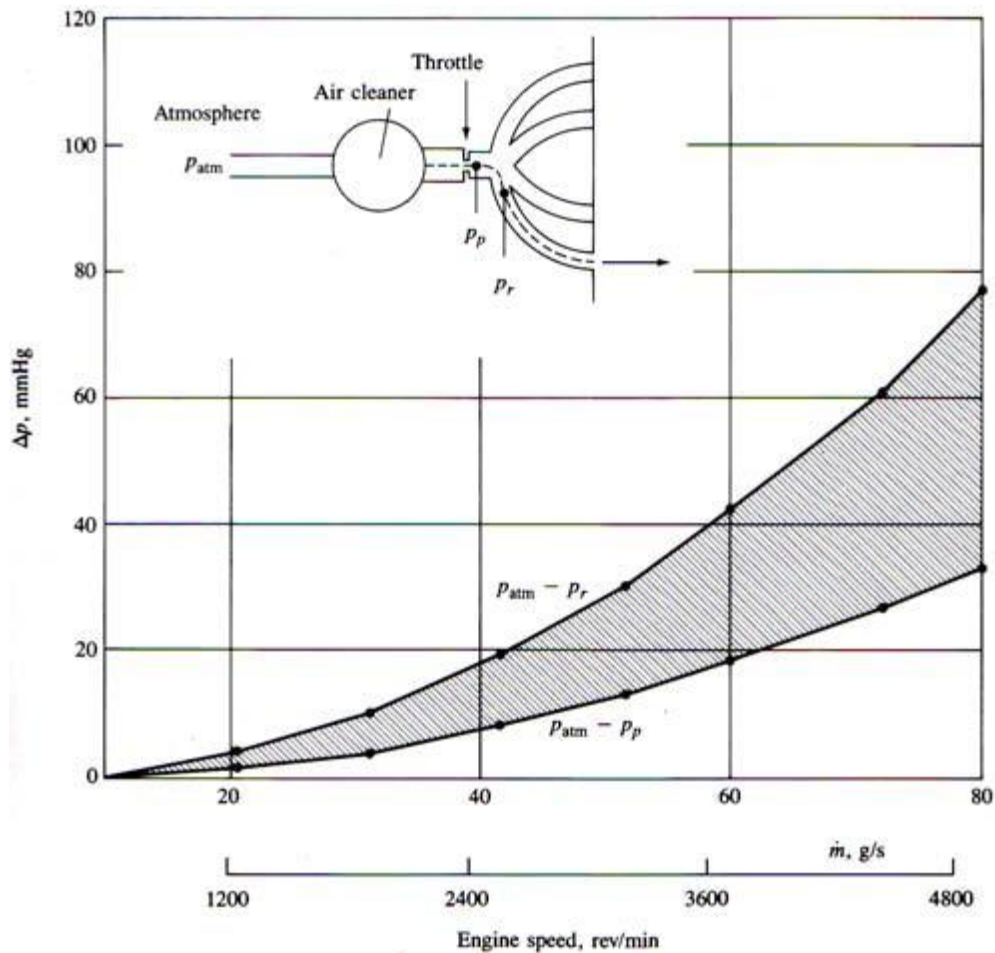 120
100
80
60
40
20
0
Δp, mmHg
Throttle
Air cleaner
Atmosphere
p_atm
p_p
p_r
p_atm − p_r
p_atm − p_p
20 40 60 80
ṁ, g/s
1200 2400 3600 4800
Engine speed, rev/min